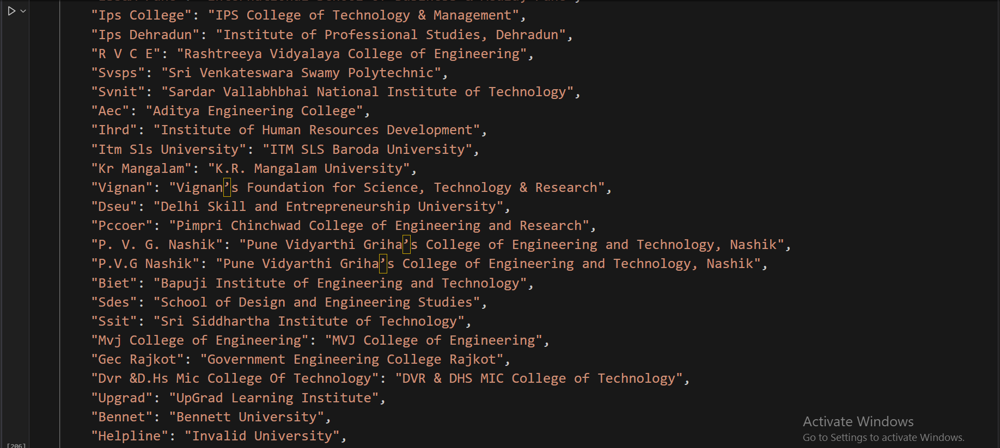 "Ips College": "IPS College of Technology & Management",
"Ips Dehradun": "Institute of Professional Studies, Dehradun",
"R V C E": "Rashtreeya Vidyalaya College of Engineering",
"Svsps": "Sri Venkateswara Swamy Polytechnic",
"Svnit": "Sardar Vallabhbhai National Institute of Technology",
"Aec": "Aditya Engineering College",
"Ihrd": "Institute of Human Resources Development",
"Itm Sls University": "ITM SLS Baroda University",
"Kr Mangalam": "K.R. Mangalam University",
"Vignan": "Vignan’s Foundation for Science, Technology & Research",
"Dseu": "Delhi Skill and Entrepreneurship University",
"Pccoer": "Pimpri Chinchwad College of Engineering and Research",
"P. V. G. Nashik": "Pune Vidyarthi Griha’s College of Engineering and Technology, Nashik",
"P.V.G Nashik": "Pune Vidyarthi Griha’s College of Engineering and Technology, Nashik",
"Biet": "Bapuji Institute of Engineering and Technology",
"Sdes": "School of Design and Engineering Studies",
"Ssit": "Sri Siddhartha Institute of Technology",
"Mvj College of Engineering": "MVJ College of Engineering",
"Gec Rajkot": "Government Engineering College Rajkot",
"Dvr &D.Hs Mic College Of Technology": "DVR & DHS MIC College of Technology",
"Upgrad": "UpGrad Learning Institute",
"Bennet": "Bennett University",
"Helpline": "Invalid University",
Activate Windows
Go to Settings to activate Windows.
[206]